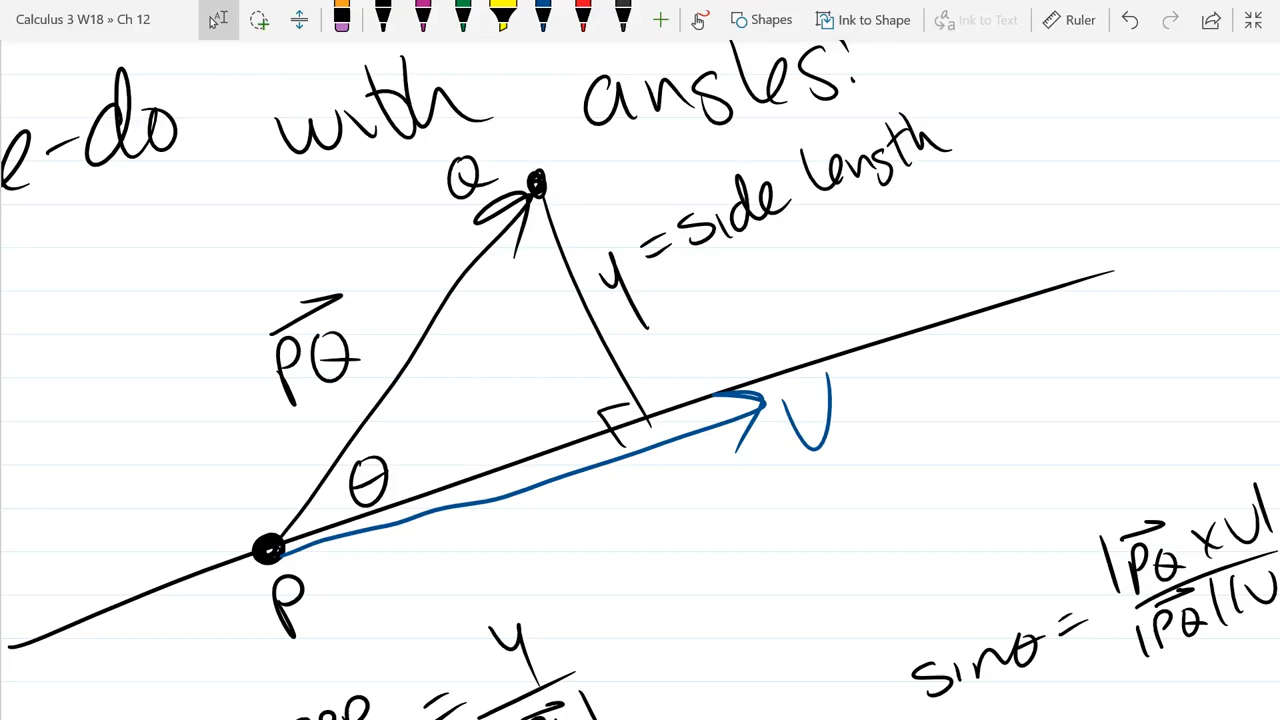 Calculus 3 W18 » Ch 12
Shapes
Ink to Shape
Ink to Text
Ruler
e-do with angles!
Q
y = side length
PQ
U
θ
P
sinθ = |PQ × U| / |PQ||U
= y /